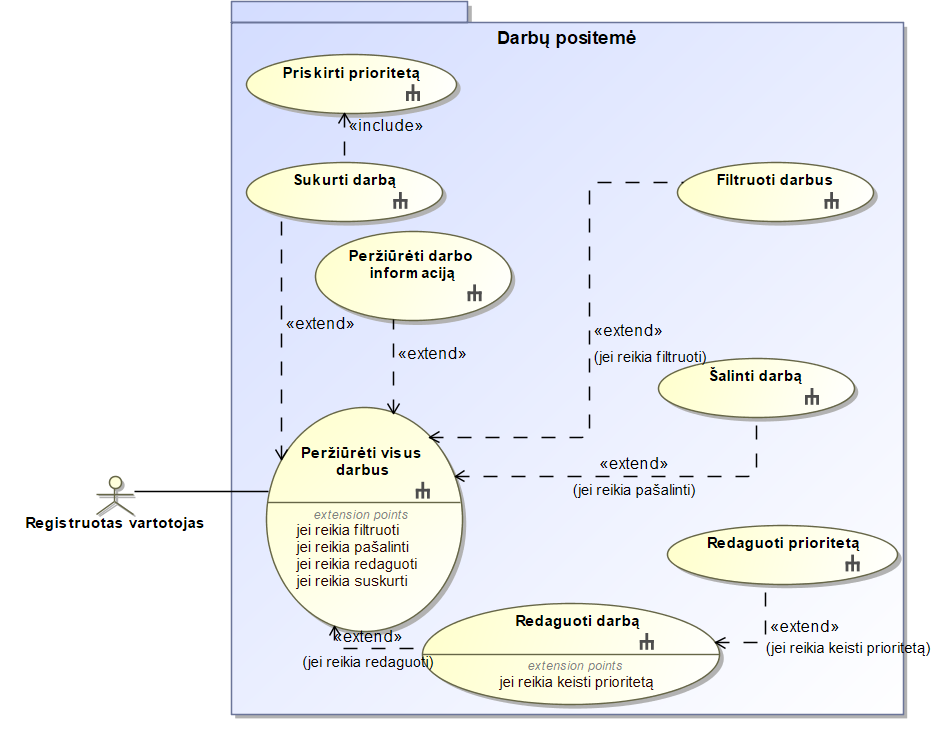 Darbų positemė
Priskirti prioritetą
«include»
Sukurti darbą
Filtruoti darbus
Peržiūrėti darbo
informaciją
«extend»
«extend»
«extend»
(jei reikia filtruoti)
Šalinti darbą
«extend»
(jei reikia pašalinti)
Peržiūrėti visus
darbus
extension points
jei reikia filtruoti
jei reikia pašalinti
jei reikia redaguoti
jei reikia suskurti
Registruotas vartotojas
Redaguoti prioritetą
«extend»
(jei reikia keisti prioritetą)
Redaguoti darbą
extension points
jei reikia keisti prioritetą
«extend»
(jei reikia redaguoti)